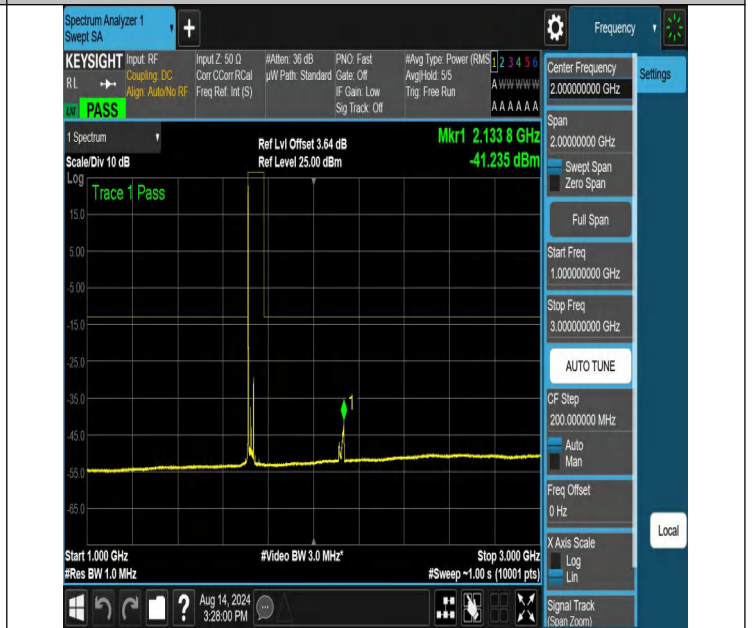 Spectrum Analyzer 1
Swept SA
+
Frequency
KEYSIGHT
RL
PASS
Input: RF
Coupling: DC
Align: Auto/No RF
Input Z: 50 Ω
Corr CCorr RCal
Freq Ref: Int (S)
#Atten: 36 dB
µW Path: Standard
PNO: Fast
Gate: Off
IF Gain: Low
Sig Track: Off
#Avg Type: Power (RMS
Avg|Hold: 5/5
Trig: Free Run
1 2 3 4 5 6
A W W W W W
A A A A A A
1 Spectrum
Scale/Div 10 dB
Log
Ref Lvl Offset 3.64 dB
Ref Level 25.00 dBm
Mkr1 2.133 8 GHz
-41.235 dBm
Trace 1 Pass
15.0
5.00
-5.00
-15.0
-25.0
-35.0
-45.0
-55.0
-65.0
1
Start 1.000 GHz
#Res BW 1.0 MHz
#Video BW 3.0 MHz*
Stop 3.000 GHz
#Sweep ~1.00 s (10001 pts)
?
Aug 14, 2024
3:28:00 PM
Center Frequency
2.000000000 GHz
Settings
Span
2.00000000 GHz
Swept Span
Zero Span
Full Span
Start Freq
1.000000000 GHz
Stop Freq
3.000000000 GHz
AUTO TUNE
CF Step
200.000000 MHz
Auto
Man
Freq Offset
0 Hz
X Axis Scale
Log
Lin
Local
Signal Track
(Span Zoom)